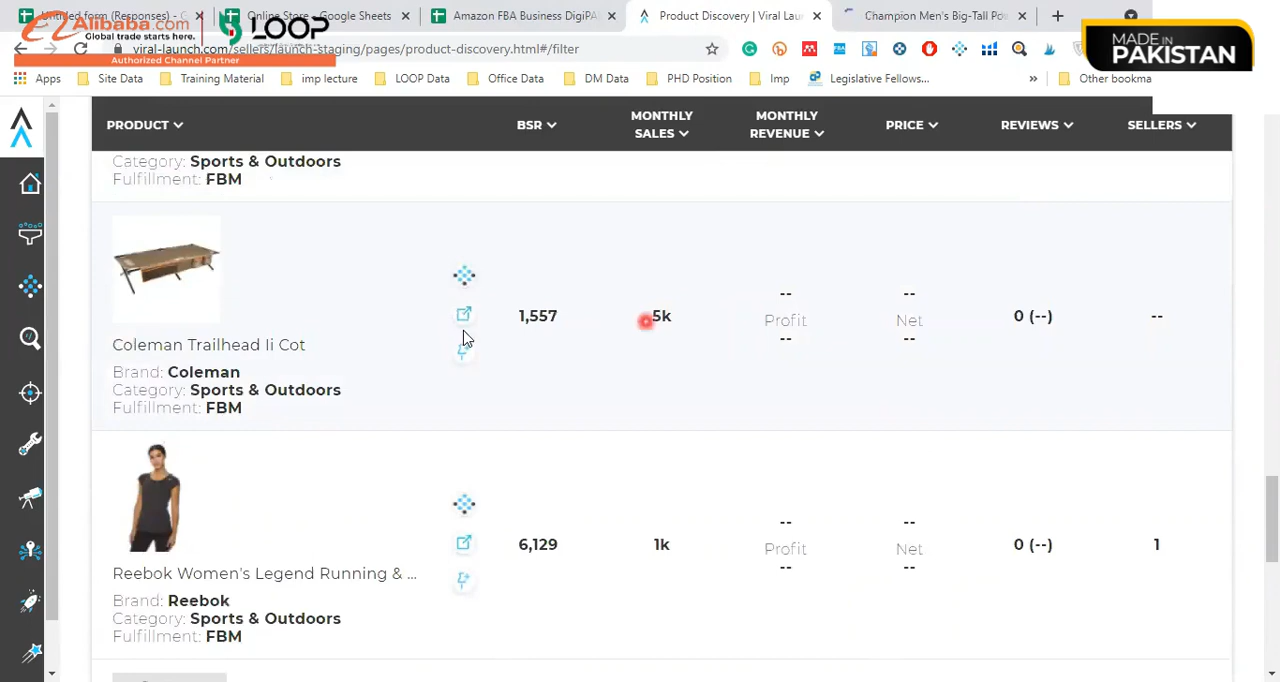 Untitled form (Responses) - G
Online Store - Google Sheets
Amazon FBA Business DigiPA
Product Discovery | Viral Lau
Champion Men's Big-Tall Po
Alibaba.com
Global trade starts here.
Authorized Channel Partner
LOOP
viral-launch.com/sellers/launch-staging/pages/product-discovery.html#/filter
MADE IN
PAKISTAN
Apps
Site Data
Training Material
imp lecture
LOOP Data
Office Data
DM Data
PHD Position
Imp
Legislative Fellows...
»
Other bookma
PRODUCT
BSR
MONTHLY
SALES
MONTHLY
REVENUE
PRICE
REVIEWS
SELLERS
Category: Sports & Outdoors
Fulfillment: FBM
Coleman Trailhead Ii Cot
Brand: Coleman
Category: Sports & Outdoors
Fulfillment: FBM
1,557
5k
--
Profit
--
--
Net
--
0 (--)
--
Reebok Women's Legend Running & ...
Brand: Reebok
Category: Sports & Outdoors
Fulfillment: FBM
6,129
1k
--
Profit
--
--
Net
--
0 (--)
1